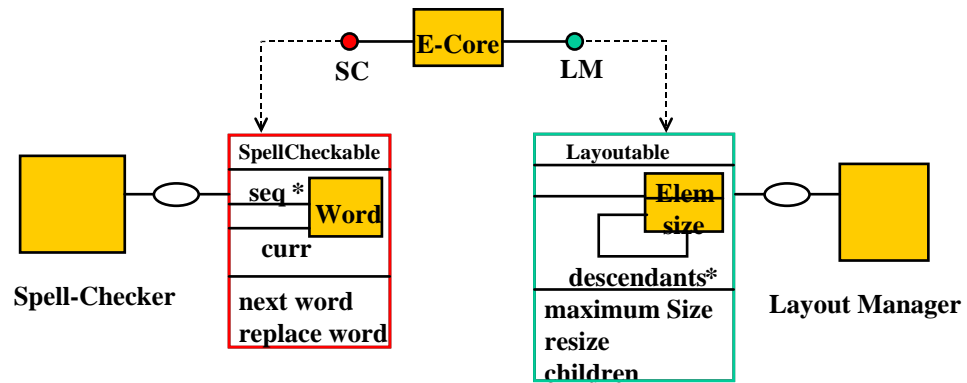 E-Core
SC
LM
SpellCheckable
seq *
Word
curr
next word
replace word
Spell-Checker
Layoutable
Elem
size
descendants*
maximum Size
resize
children
Layout Manager